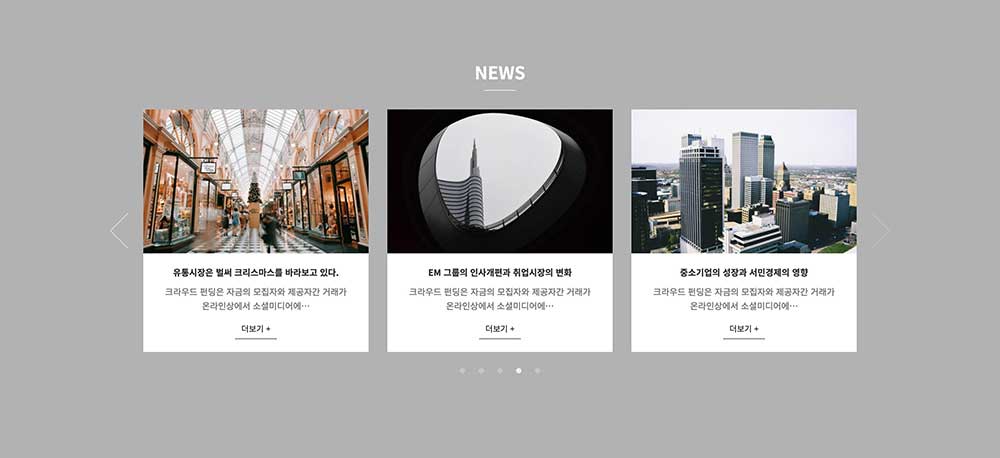 NEWS
유통시장은 벌써 크리스마스를 바라보고 있다.
크라우드 펀딩은 자금의 모집자와 제공자간 거래가
온라인상에서 소셜미디어에…
더보기 +
EM 그룹의 인사개편과 취업시장의 변화
크라우드 펀딩은 자금의 모집자와 제공자간 거래가
온라인상에서 소셜미디어에…
더보기 +
중소기업의 성장과 서민경제의 영향
크라우드 펀딩은 자금의 모집자와 제공자간 거래가
온라인상에서 소셜미디어에…
더보기 +